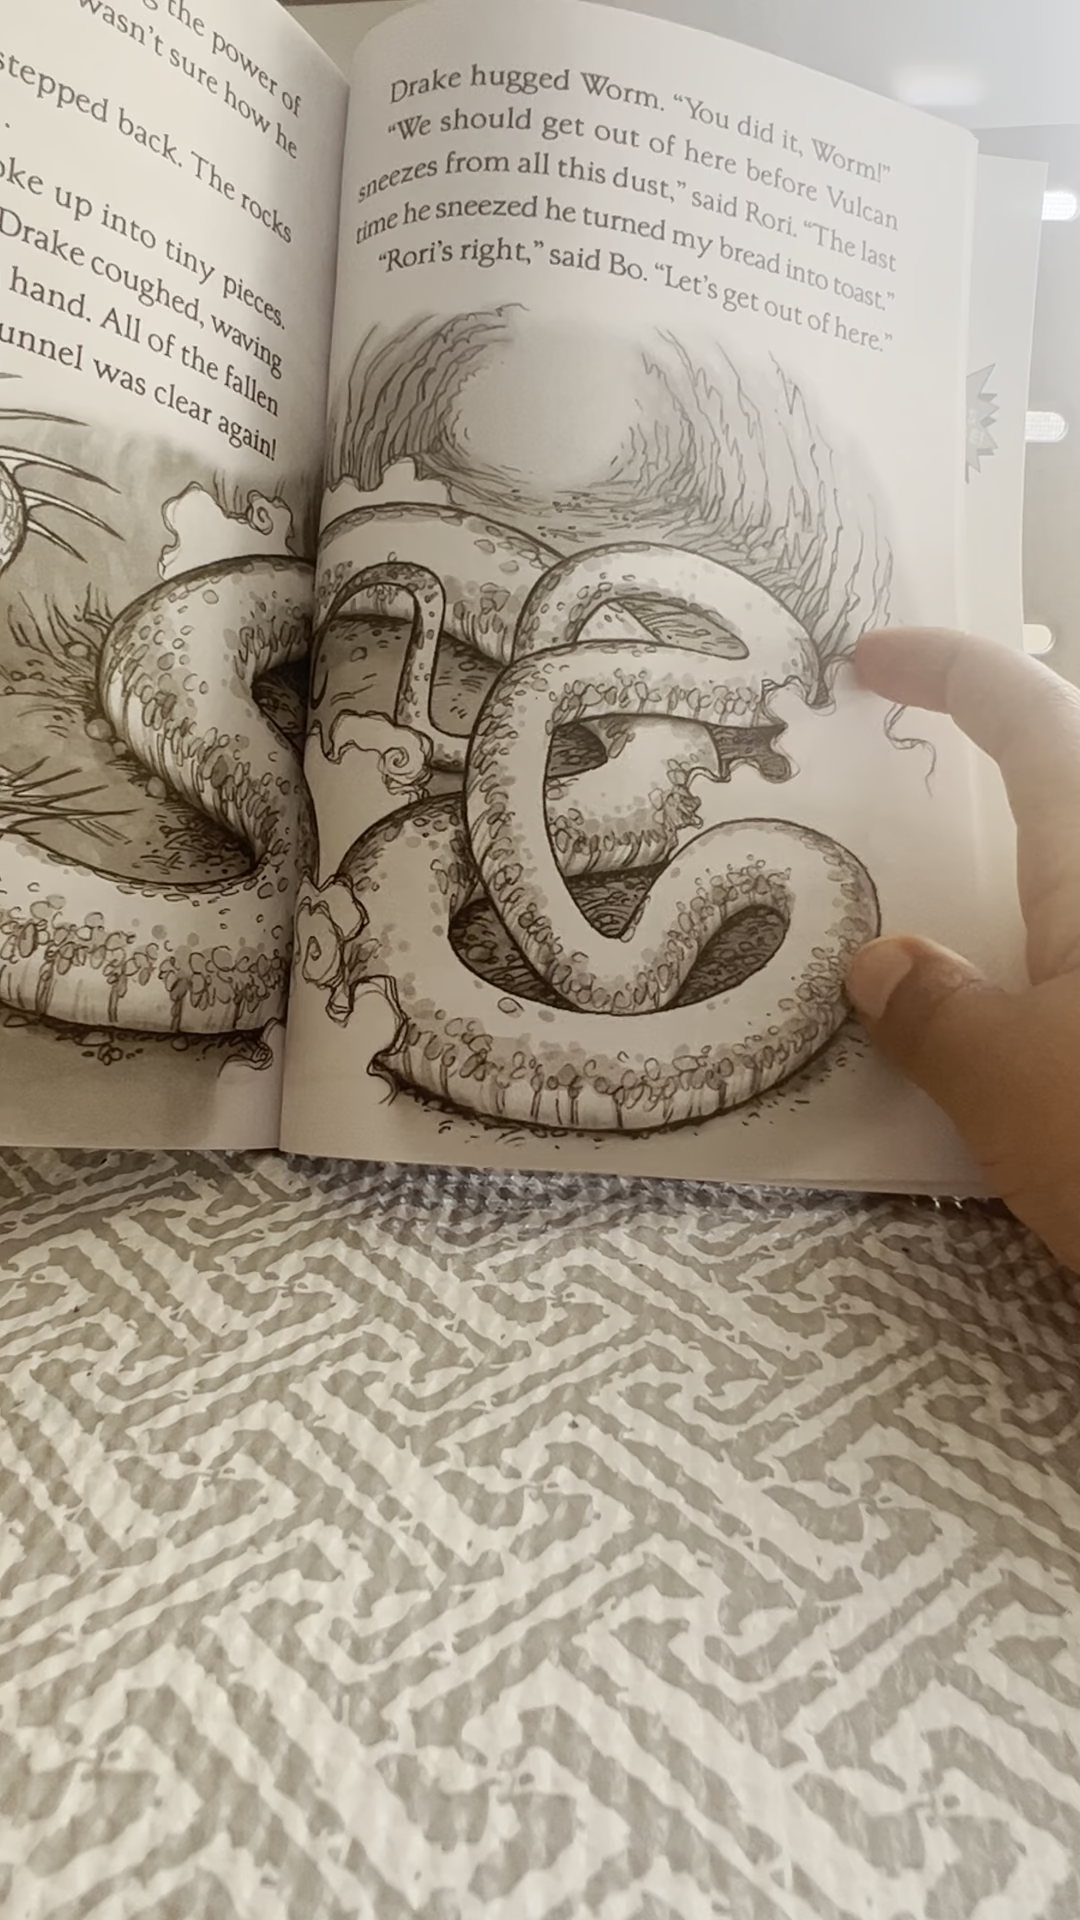 the power of
wasn't sure how he
stepped back. The rocks
up into tiny pieces.
Drake coughed, waving
hand. All of the fallen
was clear again!
Drake hugged Worm. “You did it, Worm!”
“We should get out of here before Vulcan
sneezes from all this dust,” said Rori. “The last
time he sneezed he turned my bread into toast.”
“Rori’s right,” said Bo. “Let’s get out of here.”